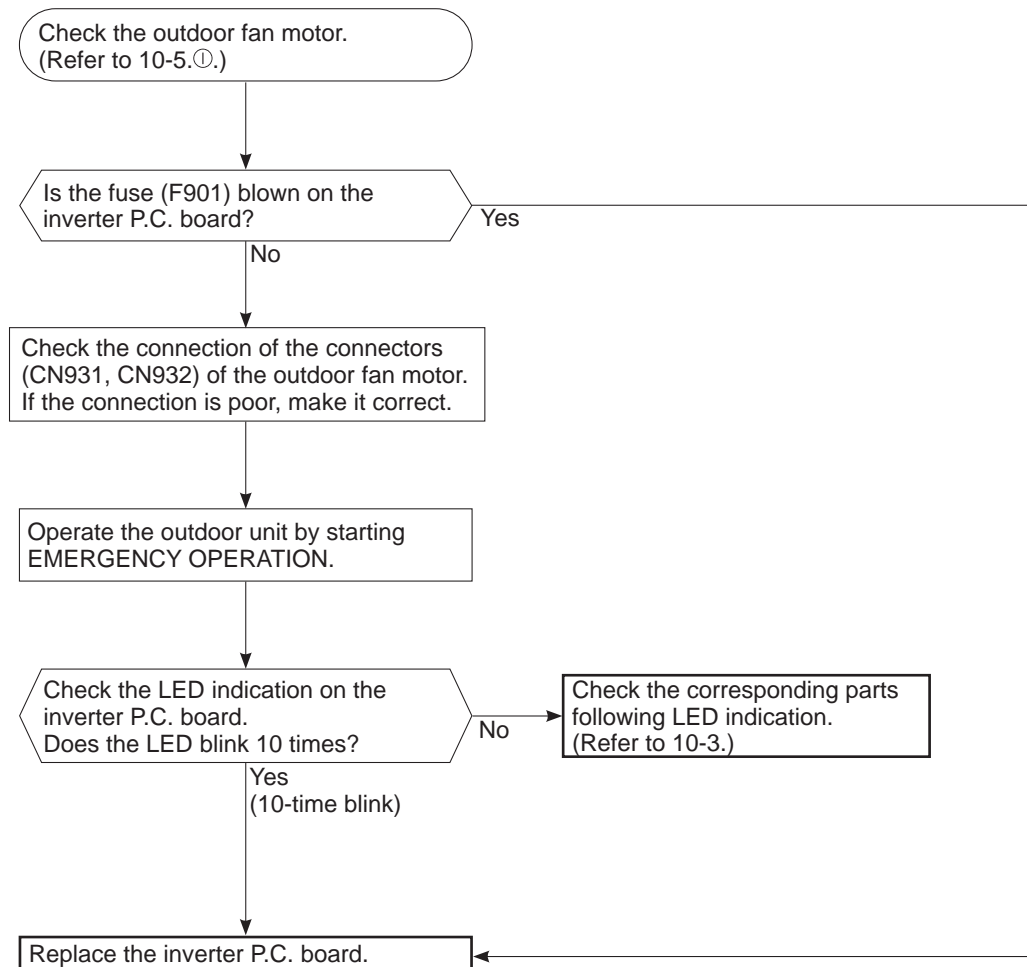 Check the outdoor fan motor.
(Refer to 10-5.Ⓘ.)
Is the fuse (F901) blown on the
inverter P.C. board?
Yes
No
Check the connection of the connectors
(CN931, CN932) of the outdoor fan motor.
If the connection is poor, make it correct.
Operate the outdoor unit by starting
EMERGENCY OPERATION.
Check the LED indication on the
inverter P.C. board.
Does the LED blink 10 times?
No
Check the corresponding parts
following LED indication.
(Refer to 10-3.)
Yes
(10-time blink)
Replace the inverter P.C. board.